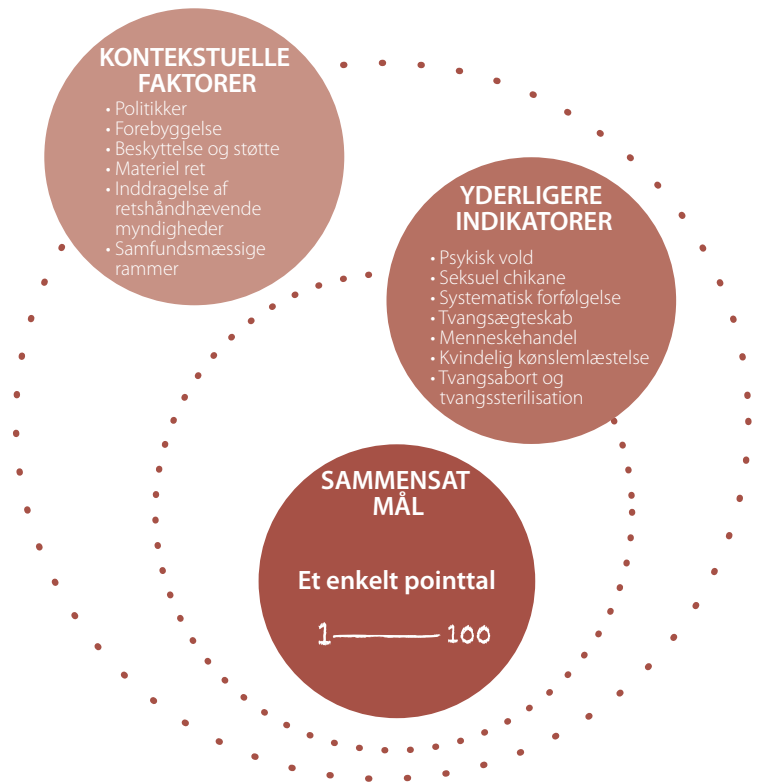 KONTEKSTUELLE
FAKTORER
• Politikker
• Forebyggelse
• Beskyttelse og støtte
• Materiel ret
• Inddragelse af
retshåndhævende
myndigheder
• Samfundsmæssige
rammer
YDERLIGERE
INDIKATORER
• Psykisk vold
• Seksuel chikane
• Systematisk forfølgelse
• Tvangsægteskab
• Menneskehandel
• Kvindelig kønslemlæstelse
• Tvangsabort og
tvangssterilisation
SAMMENSAT
MÅL
Et enkelt pointtal
1 100